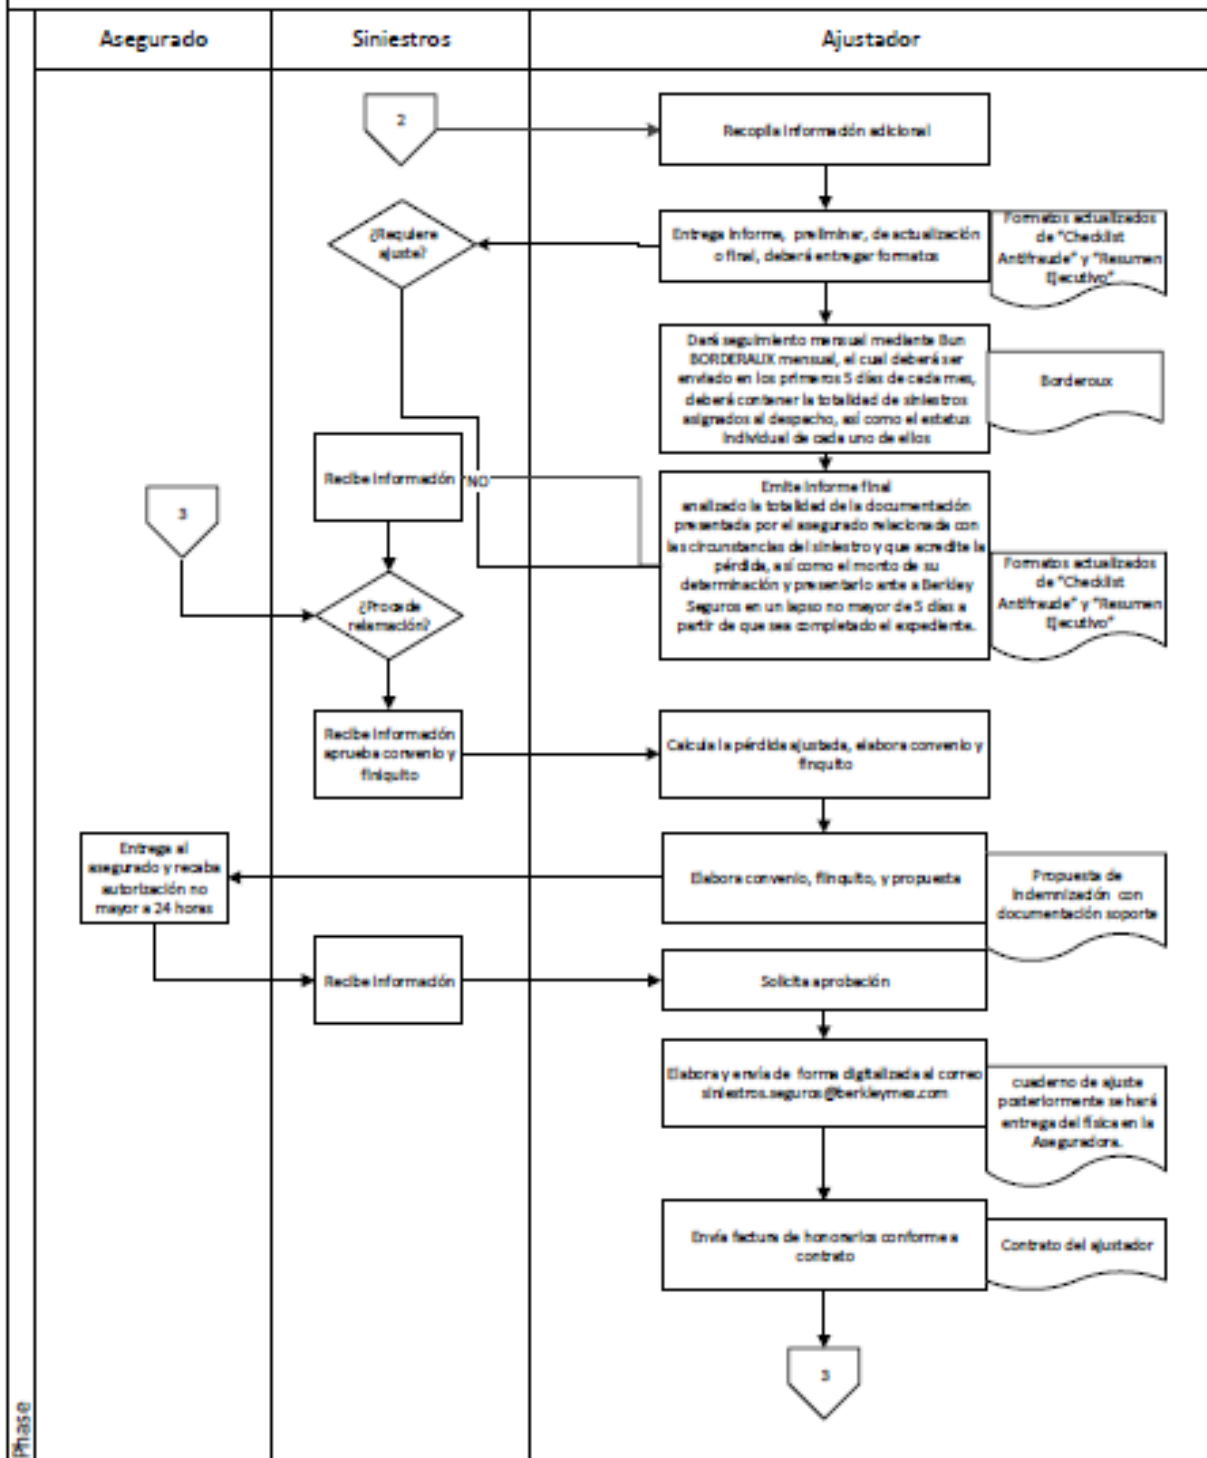 Asegurado
Siniestros
Ajustador
2
Recopila Información adicional
¿Requiere
ajuste?
Entrega Informe, preliminar, de actualización
o final, deberá entregar formatos
Formatos actualizados
de "Checklist
Antifraude" y "Resumen
Ejecutivo"
Dará seguimiento mensual mediante Bun
BORDERAUX mensual, el cual deberá ser
enviado en los primeros 5 días de cada mes,
deberá contener la totalidad de siniestros
asignados al despacho, así como el estatus
Individual de cada uno de ellos
Borderoux
Recibe Información
NO
3
Emite Informe final
analizado la totalidad de la documentación
presentada por el asegurado relacionada con
las circunstancias del siniestro y que acredite la
pérdida, así como el monto de su
determinación y presentarlo ante a Berkley
Seguros en un lapso no mayor de 5 días a
partir de que sea completado el expediente.
Formatos actualizados
de "Checklist
Antifraude" y "Resumen
Ejecutivo"
¿Procede
relamación?
Recibe Información
aprueba convenio y
finiquito
Calcula la pérdida ajustada, elabora convenio y
finquito
Entrega al
asegurado y recaba
autorización no
mayor a 24 horas
Elabora convenio, fiinquito, y propuesta
Propuesta de
Indemnización con
documentación soporte
Recibe Información
Solicita aprobación
Elabora y envía de forma digitalizada al correo
siniestros.seguros@berkleymex.com
cuaderno de ajuste
posteriormente se hará
entrega del física en la
Aseguradora.
Envía factura de honorarios conforme a
contrato
Contrato del ajustador
3
Phase